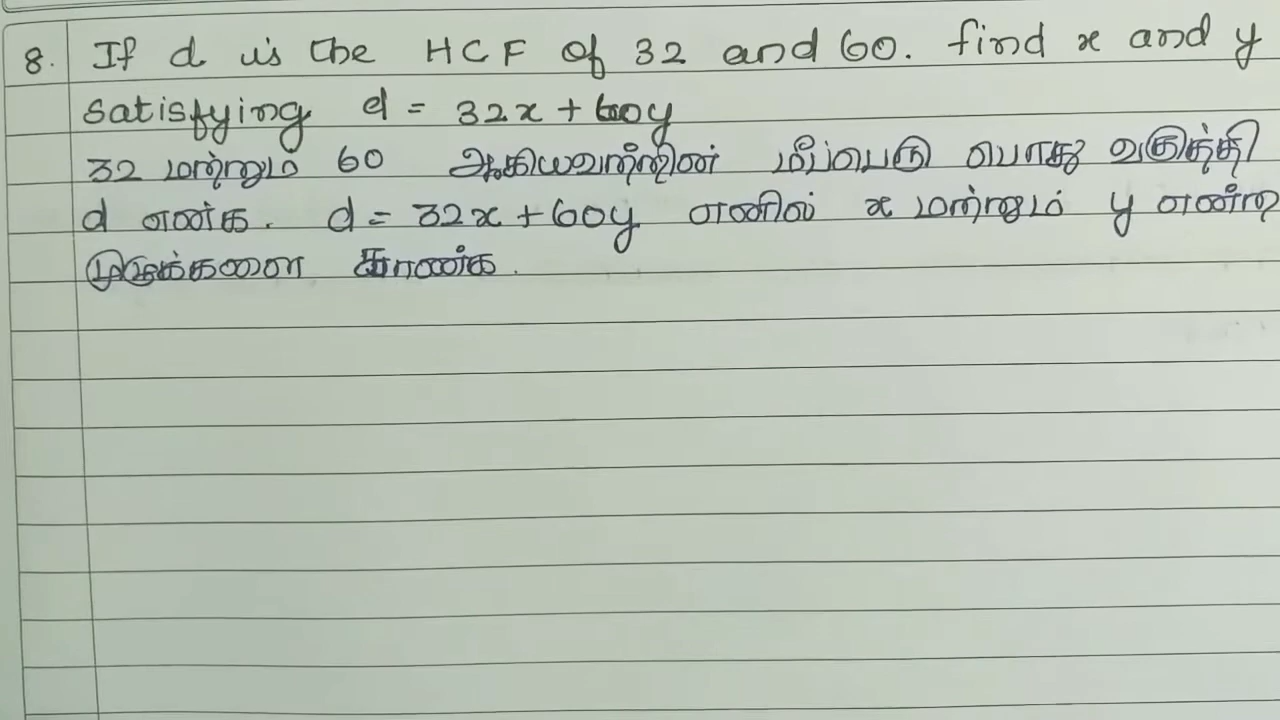 8. If d is the HCF of 32 and 60. find x and y
satisfying d = 32x + 60y
32 மற்றும் 60 ஆகியவற்றின் மீப்பெரு பொது வகுத்தி
d என்க. d = 32x + 60y எனில் x மற்றும் y என்ற
முழுக்களை காண்க.